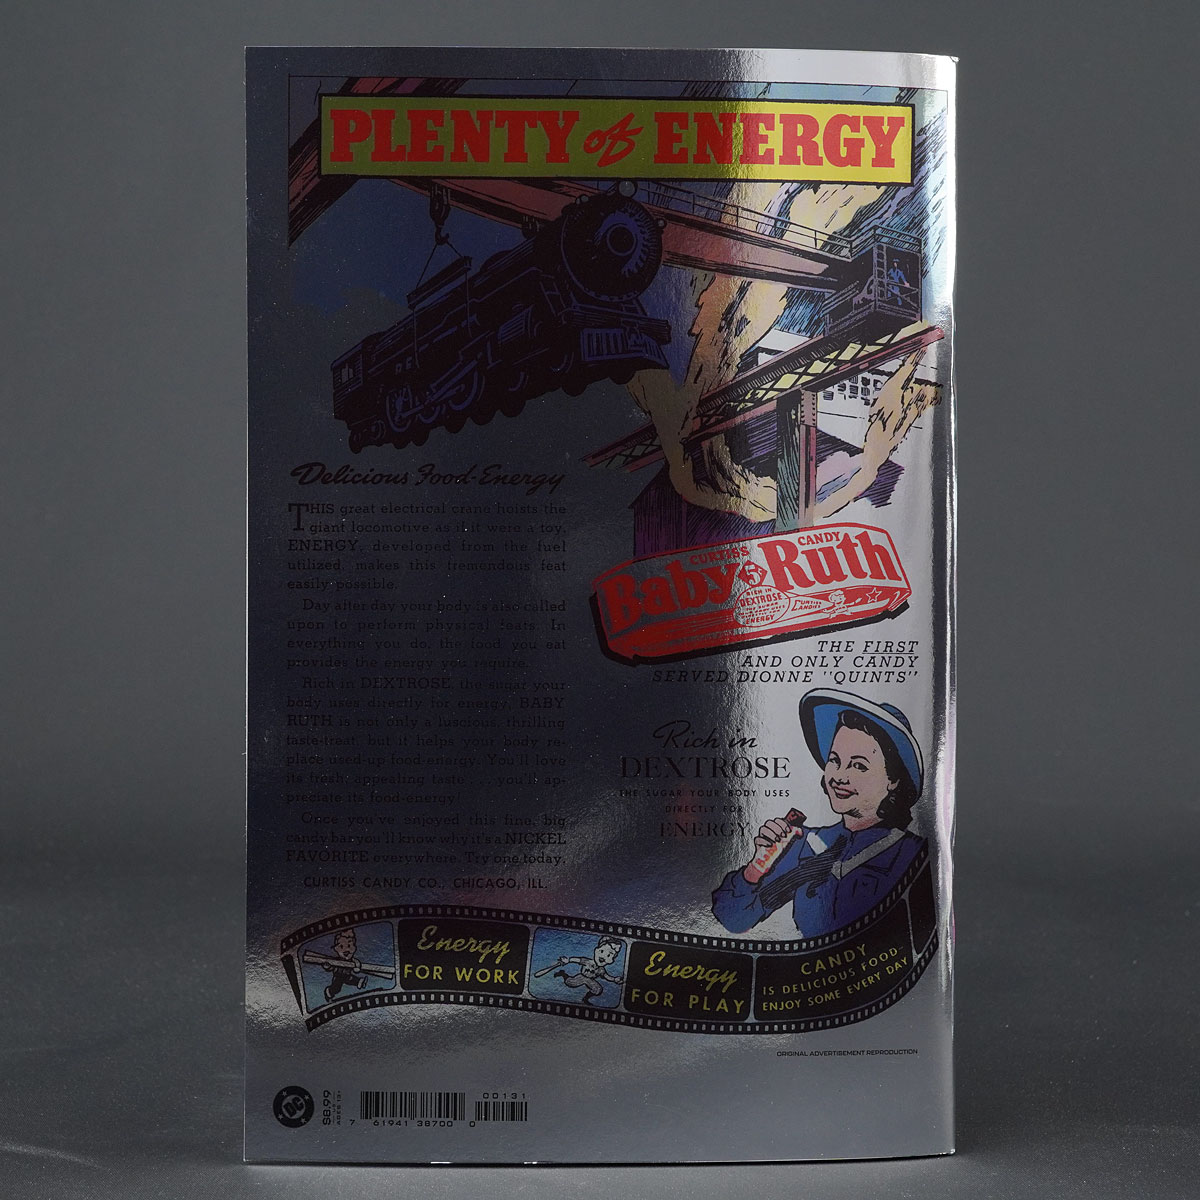 PLENTY of ENERGY
Delicious Food-Energy
THIS great electrical crane hoists the
giant locomotive as if it were a toy.
ENERGY, developed from the fuel
utilized, makes this tremendous feat
easily possible.
Day after day your body is also called
upon to perform physical feats. In
everything you do, the food you eat
provides the energy you require.
Rich in DEXTROSE, the sugar your
body uses directly for energy, BABY
RUTH is not only a luscious, thrilling
taste-treat, but it helps your body re-
place used-up food-energy. You'll love
its fresh, appealing taste . . . you'll ap-
preciate its food-energy!
Once you've enjoyed this fine, big
candy bar you'll know why it's a NICKEL
FAVORITE everywhere. Try one today.
CURTISS CANDY CO., CHICAGO, ILL.
CURTISS CANDY
Baby 5¢ Ruth
RICH IN
DEXTROSE
ENERGY
CURTISS
CANDIES
THE FIRST
AND ONLY CANDY
SERVED DIONNE "QUINTS"
Rich in
DEXTROSE
THE SUGAR YOUR BODY USES
DIRECTLY FOR
ENERGY
Baby
Energy
FOR WORK
Energy
FOR PLAY
CANDY
IS DELICIOUS FOOD--
ENJOY SOME EVERY DAY
ORIGINAL ADVERTISEMENT REPRODUCTION
DC
$8.99
AGES 13+
7 61941 38700 0
00131